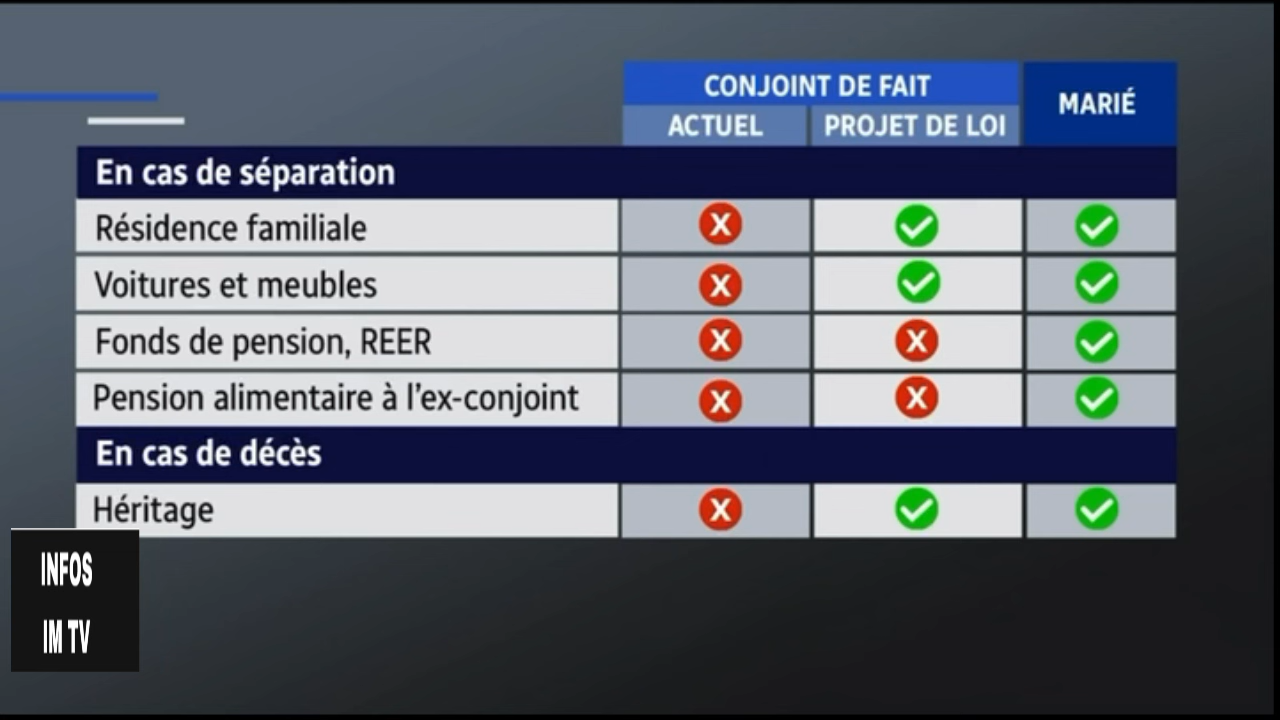 CONJOINT DE FAIT
MARIÉ
ACTUEL
PROJET DE LOI
En cas de séparation
Résidence familiale
Voitures et meubles
Fonds de pension, REER
Pension alimentaire à l'ex-conjoint
En cas de décès
Héritage
INFOS
IM TV